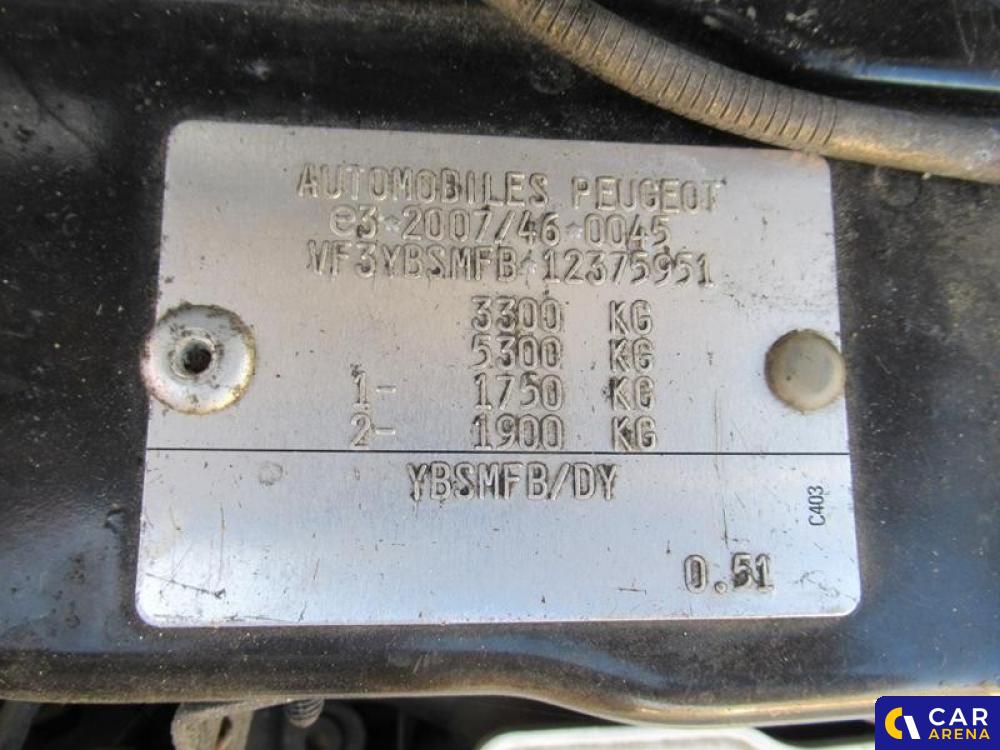 AUTOMOBILES PEUGEOT
e3*2007/46*0045
VF3YBSMFB*12375951
3300 KG
5300 KG
1- 1750 KG
2- 1900 KG
YBSMFB/DY
C403
0.51
CAR
ARENA